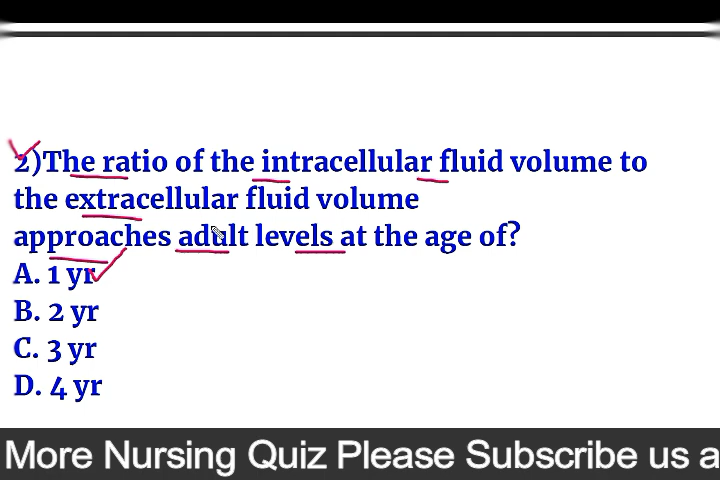 2)The ratio of the intracellular fluid volume to
the extracellular fluid volume
approaches adult levels at the age of?
A. 1 yr
B. 2 yr
C. 3 yr
D. 4 yr
More Nursing Quiz Please Subscribe us a